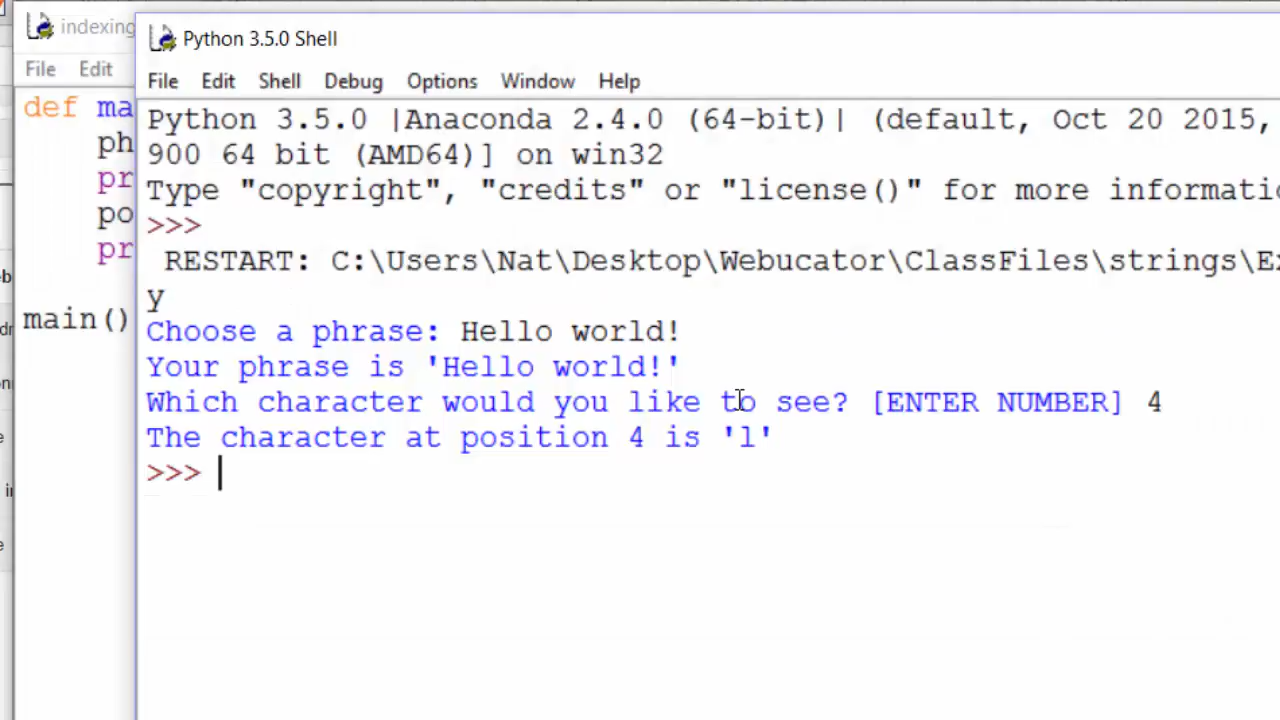 indexing
Python 3.5.0 Shell
File Edit
File Edit Shell Debug Options Window Help
def ma
ph
pr
po
pr
main()
Python 3.5.0 |Anaconda 2.4.0 (64-bit)| (default, Oct 20 2015,
900 64 bit (AMD64)] on win32
Type "copyright", "credits" or "license()" for more informatio
>>>
RESTART: C:\Users\Nat\Desktop\Webucator\ClassFiles\strings\Ex
y
Choose a phrase: Hello world!
Your phrase is 'Hello world!'
Which character would you like to see? [ENTER NUMBER] 4
The character at position 4 is 'l'
>>>